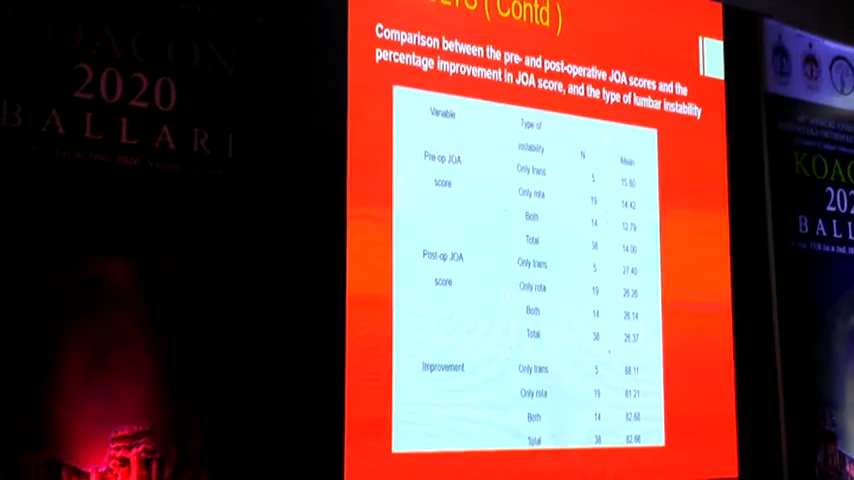 KOACON
2020
BALLARI
( Contd )
Comparison between the pre- and post-operative JOA scores and the
percentage improvement in JOA score, and the type of lumbar instability
Variable Type of instability N Mean
Pre op JOA score Only trans 5 15.80
Only rota 19 14.42
Both 14 12.79
Total 38 14.00
Post-op JOA score Only trans 5 27.40
Only rota 19 26.26
Both 14 26.14
Total 38 26.37
Improvement Only trans 5 88.11
Only rota 19 81.21
Both 14 82.68
Total 38 82.66
KOAC
202
BALL